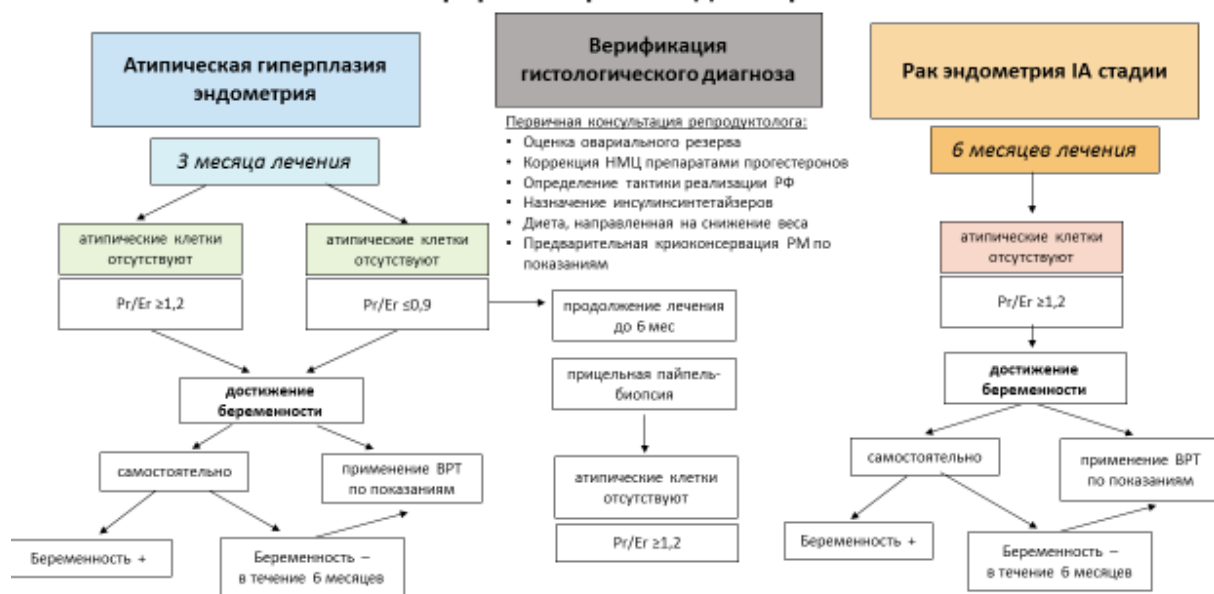 Атипическая гиперплазия
эндометрия
3 месяца лечения
атипические клетки
отсутствуют
Pr/Er ≥1,2
атипические клетки
отсутствуют
Pr/Er ≤0,9
достижение
беременности
самостоятельно
применение ВРТ
по показаниям
Беременность +
Беременность –
в течение 6 месяцев
Верификация
гистологического диагноза
Первичная консультация репродуктолога:
• Оценка овариального резерва
• Коррекция НМЦ препаратами прогестеронов
• Определение тактики реализации РФ
• Назначение инсулинсинтетайзеров
• Диета, направленная на снижение веса
• Предварительная криоконсервация РМ по
показаниям
продолжение лечения
до 6 мес
прицельная пайпель-
биопсия
атипические клетки
отсутствуют
Pr/Er ≥1,2
Рак эндометрия IA стадии
6 месяцев лечения
атипические клетки
отсутствуют
Pr/Er ≥1,2
достижение
беременности
самостоятельно
применение ВРТ
по показаниям
Беременность +
Беременность –
в течение 6 месяцев